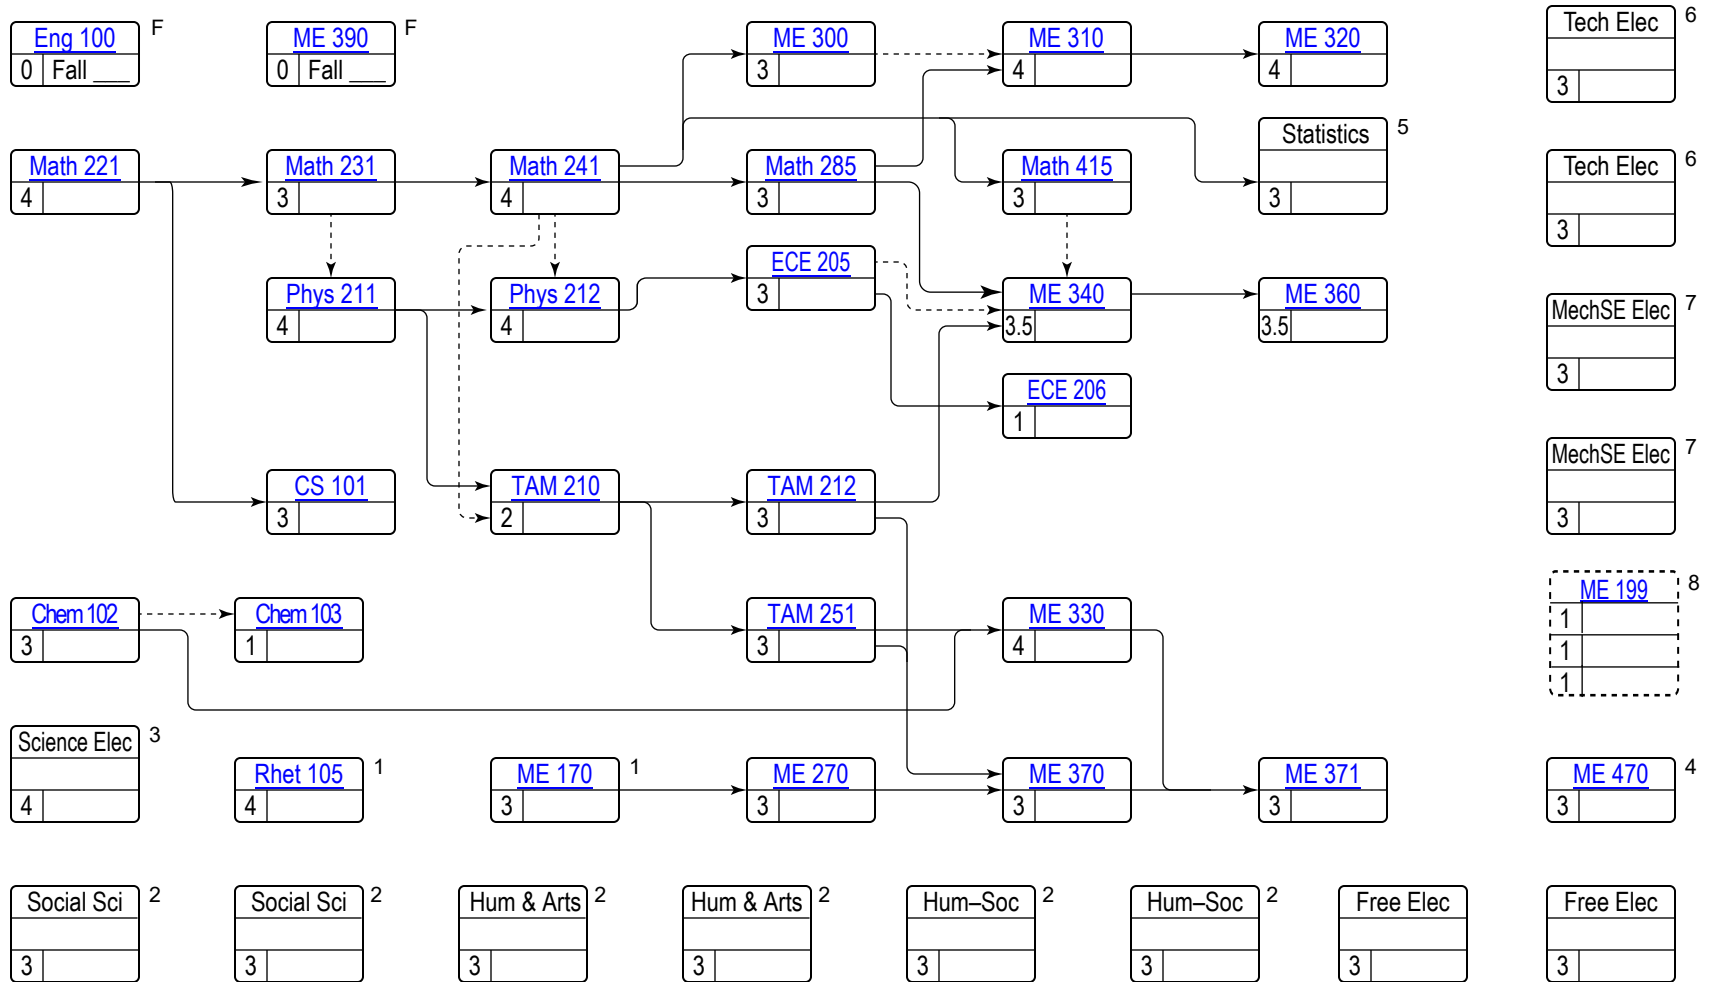 Eng 100 F
0 Fall ___
ME 390 F
0 Fall ___
ME 300
3
ME 310
4
ME 320
4
Tech Elec 6
3
Math 221
4
Math 231
3
Math 241
4
Math 285
3
Math 415
3
Statistics 5
3
Tech Elec 6
3
Phys 211
4
Phys 212
4
ECE 205
3
ME 340
3.5
ME 360
3.5
MechSE Elec 7
3
ECE 206
1
CS 101
3
TAM 210
2
TAM 212
3
MechSE Elec 7
3
Chem 102
3
Chem 103
1
TAM 251
3
ME 330
4
ME 199 8
1
1
1
Science Elec 3
4
Rhet 105 1
4
ME 170 1
3
ME 270
3
ME 370
3
ME 371
3
ME 470 4
3
Social Sci 2
3
Social Sci 2
3
Hum & Arts 2
3
Hum & Arts 2
3
Hum–Soc 2
3
Hum–Soc 2
3
Free Elec
3
Free Elec
3